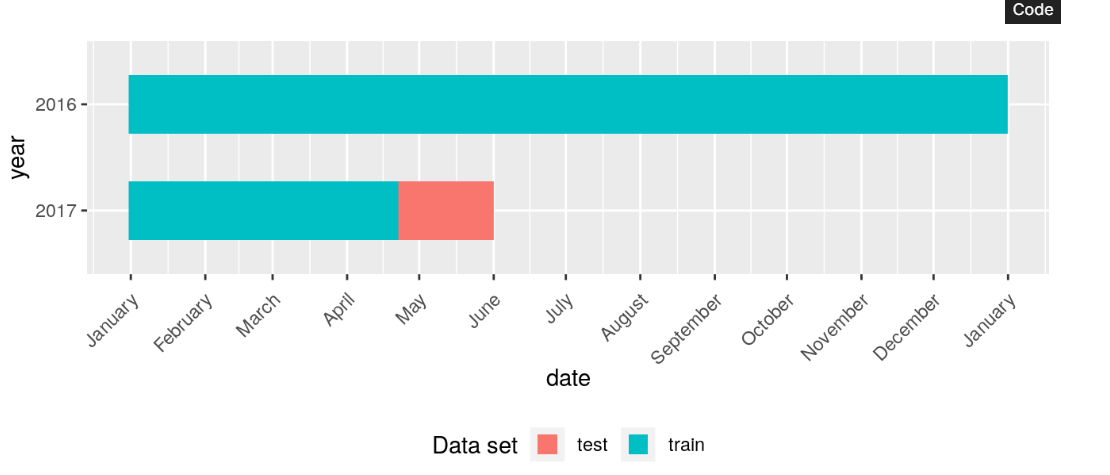 Code
year
2016
2017
January
February
March
April
May
June
July
August
September
October
November
December
January
date
Data set test train